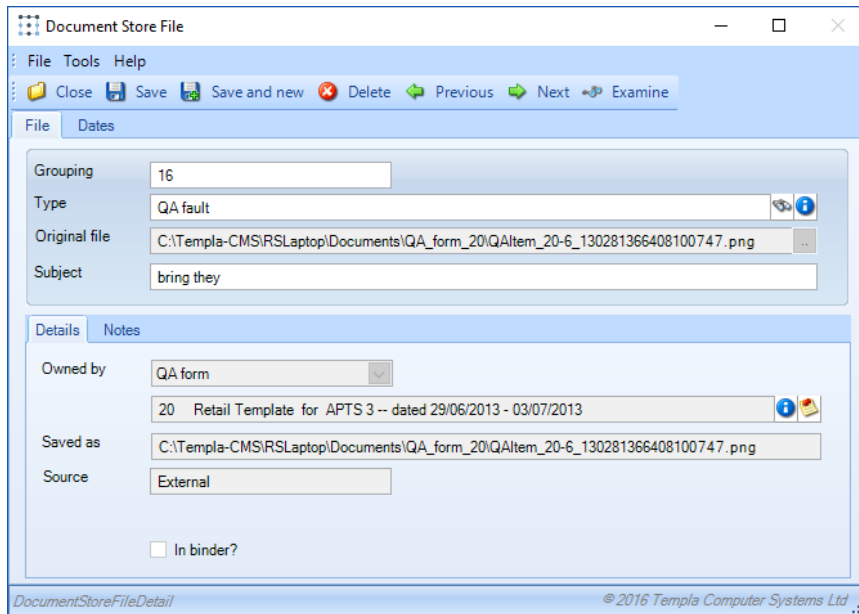 Document Store File
File Tools Help
Close Save Save and new Delete Previous Next Examine
File Dates
Grouping 16
Type QA fault
Original file C:\Templa-CMS\RSLaptop\Documents\QA_form_20\QAItem_20-6_130281366408100747.png ..
Subject bring they
Details Notes
Owned by QA form
20 Retail Template for APTS 3 -- dated 29/06/2013 - 03/07/2013
Saved as C:\Templa-CMS\RSLaptop\Documents\QA_form_20\QAItem_20-6_130281366408100747.png
Source External
In binder?
DocumentStoreFileDetail © 2016 Templa Computer Systems Ltd